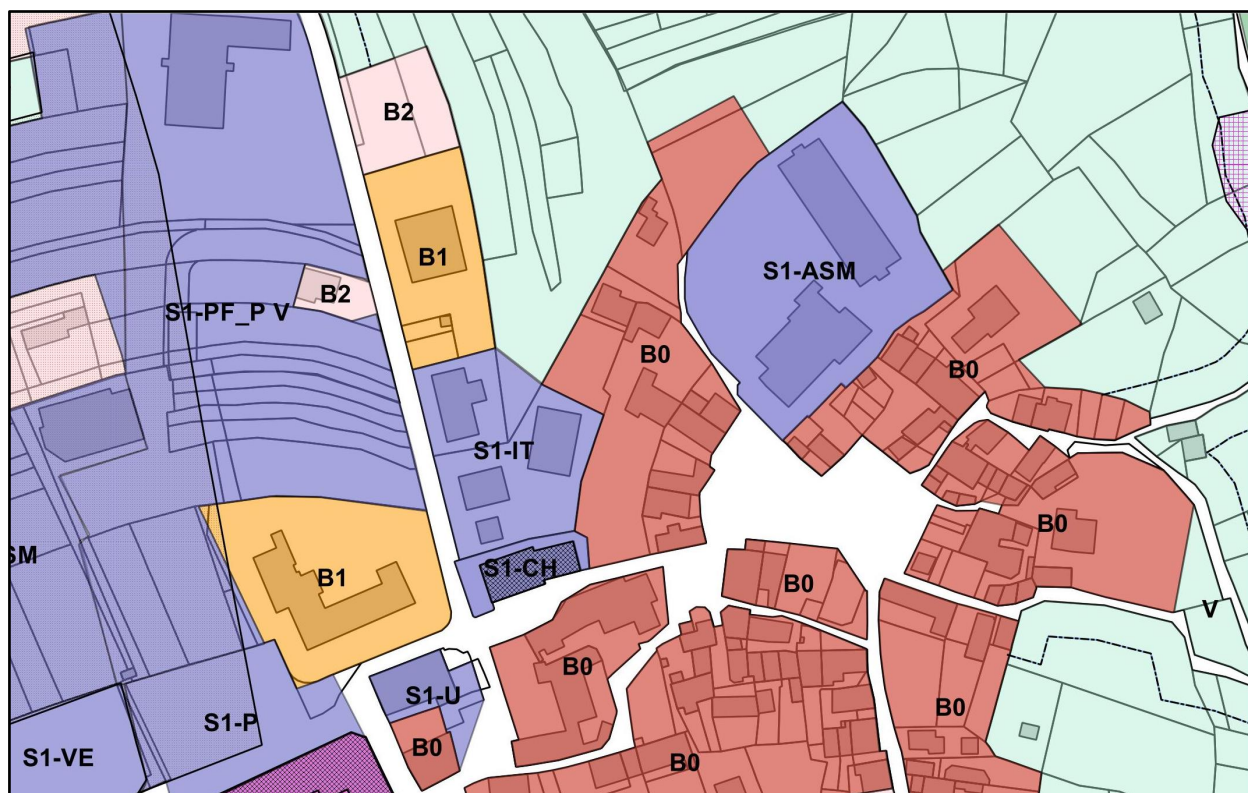 B2
B1
S1-ASM
B2
S1-PF_P V
B0
B0
S1-IT
B0
SM
S1-CH
B1
B0
V
B0
S1-U
S1-P
B0
B0
S1-VE
B0